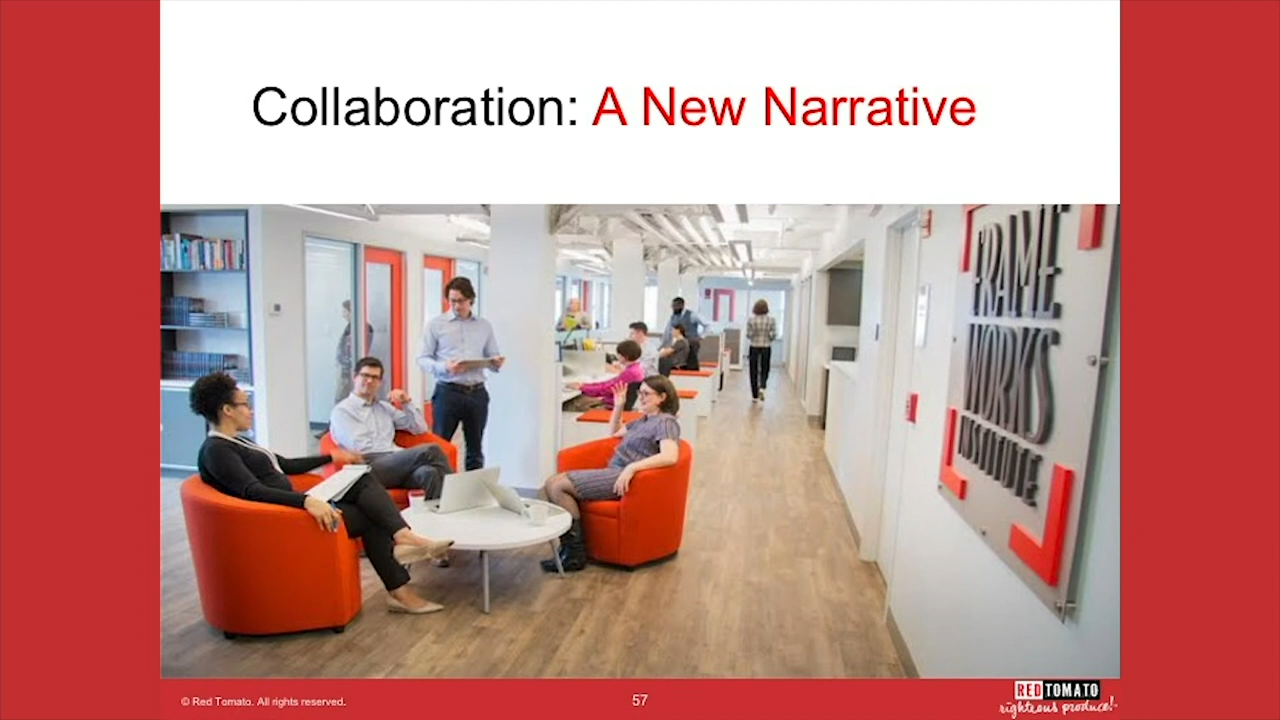 Collaboration: A New Narrative
FRAME
WORKS
INSTITUTE
© Red Tomato. All rights reserved.
57
RED TOMATO
righteous produce!